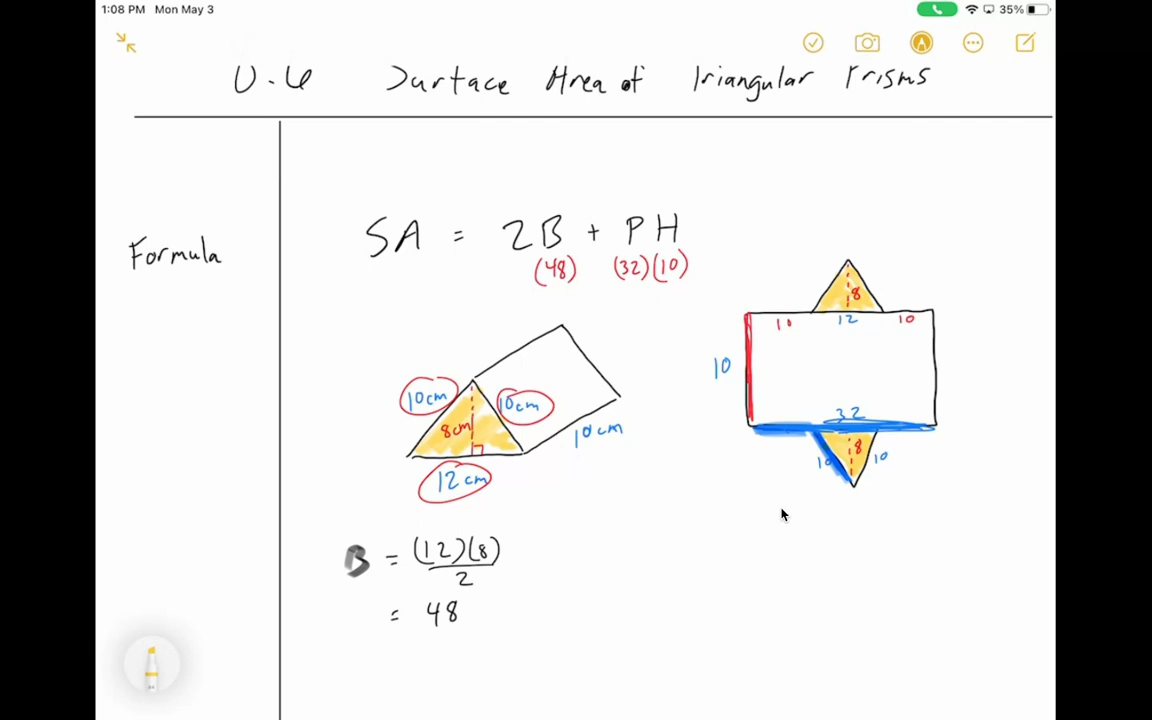 1:08 PM Mon May 3
35%
U.6 Surface Area of Triangular Prisms
Formula
SA = 2B + PH
(48) (32)(10)
8
10 12 10
10
32
8
10 10
10cm 10cm
8cm
10cm
12cm
B = (12)(8)
2
= 48